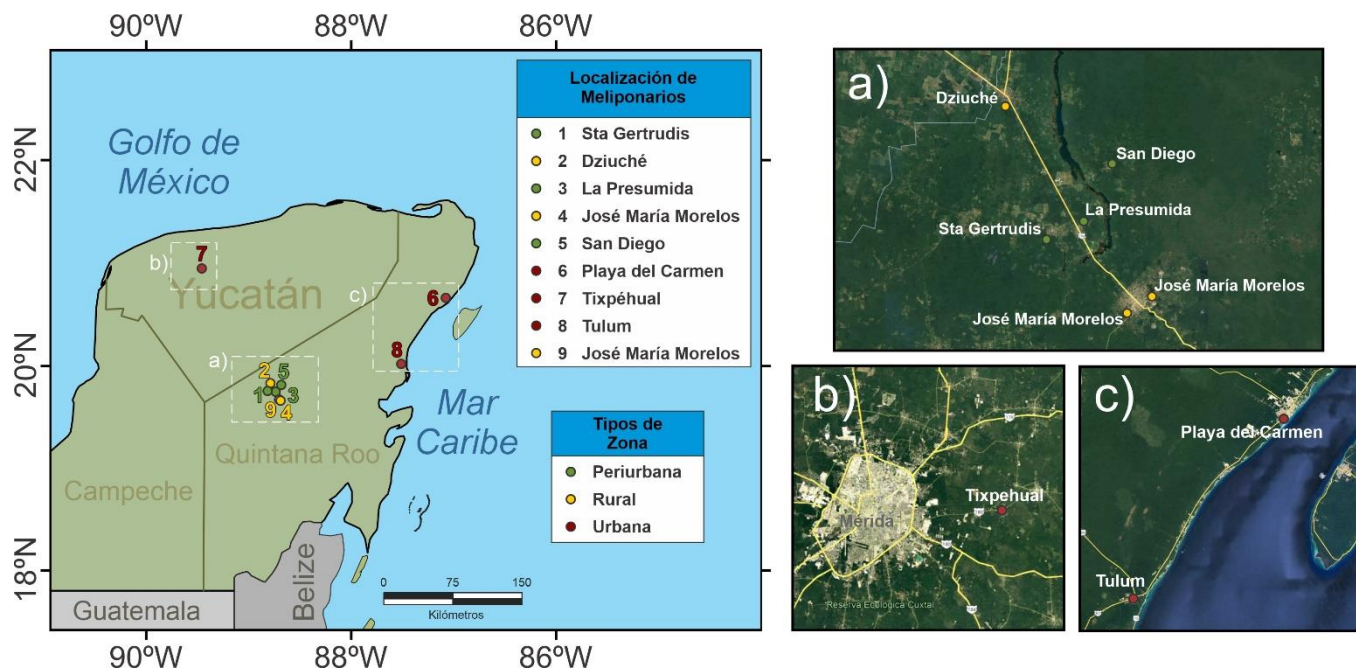 90ºW
88ºW
86ºW
22ºN
20ºN
18ºN
Golfo de
México
Localización de
Meliponarios
1 Sta Gertrudis
2 Dziuché
3 La Presumida
4 José María Morelos
5 San Diego
6 Playa del Carmen
7 Tixpéhual
8 Tulum
9 José María Morelos
b)
7
Yucatán
c)
6
8
a)
2
5
1
3
9
4
Mar
Caribe
Quintana Roo
Campeche
Tipos de
Zona
Periurbana
Rural
Urbana
Belize
Guatemala
0 75 150
Kilómetros
90ºW
88ºW
86ºW
a)
Dziuché
San Diego
La Presumida
Sta Gertrudis
José María Morelos
José María Morelos
b)
Mérida
Tixpehual
Reserva Ecológica Cuxtal
c)
Playa del Carmen
Tulum